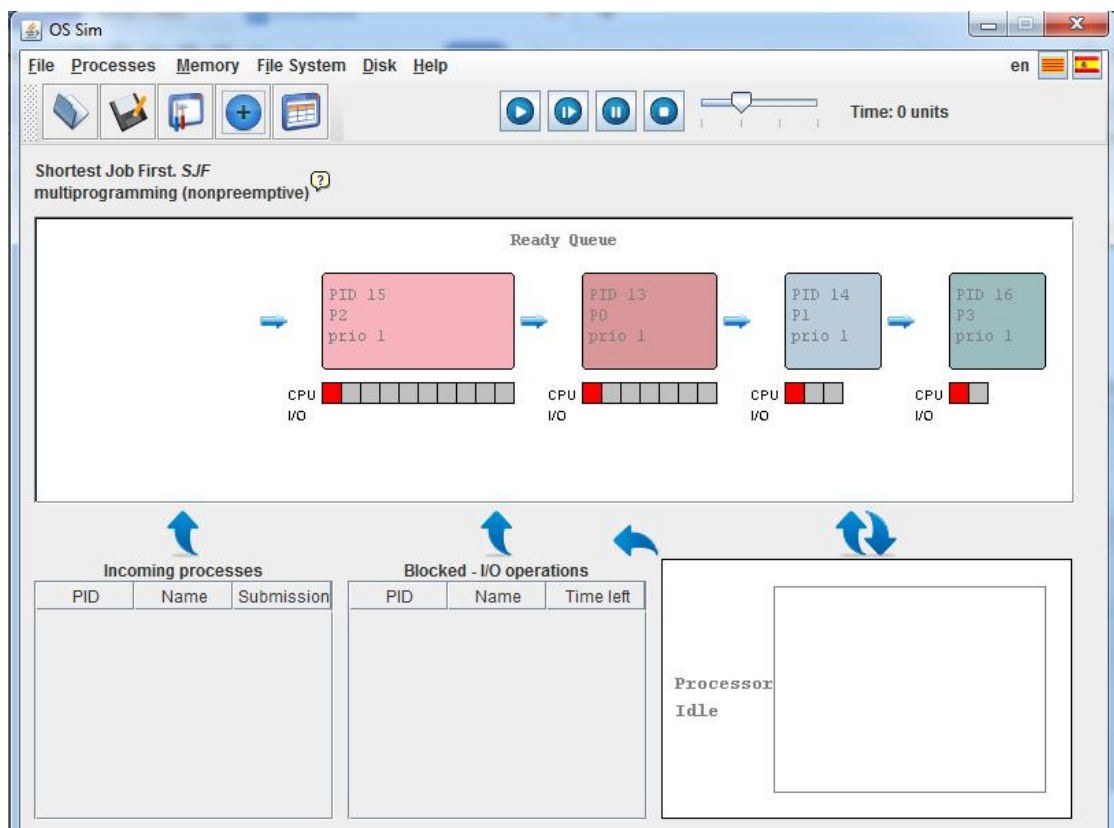 OS Sim
File Processes Memory File System Disk Help
en
Time: 0 units
Shortest Job First. SJF
multiprogramming (nonpreemptive)
?
Ready Queue
PID 15
P2
prio 1
CPU
I/O
PID 13
P0
prio 1
CPU
I/O
PID 14
P1
prio 1
CPU
I/O
PID 16
P3
prio 1
CPU
I/O
Incoming processes
PID Name Submission
Blocked - I/O operations
PID Name Time left
Processor
Idle